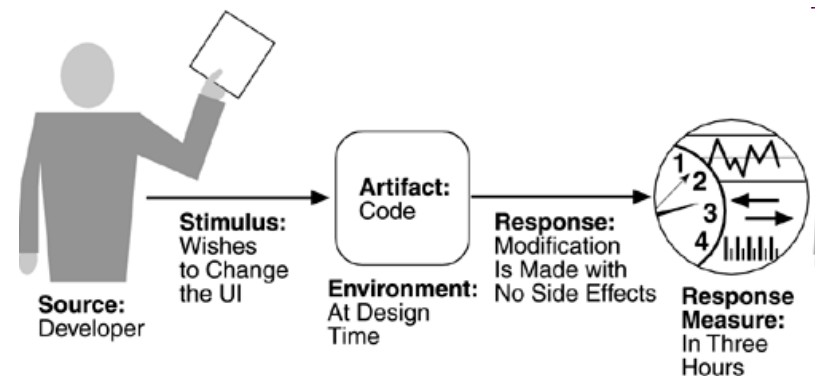 Source:
Developer
Stimulus:
Wishes
to Change
the UI
Artifact:
Code
Environment:
At Design
Time
Response:
Modification
Is Made with
No Side Effects
1
2
3
4
Response
Measure:
In Three
Hours